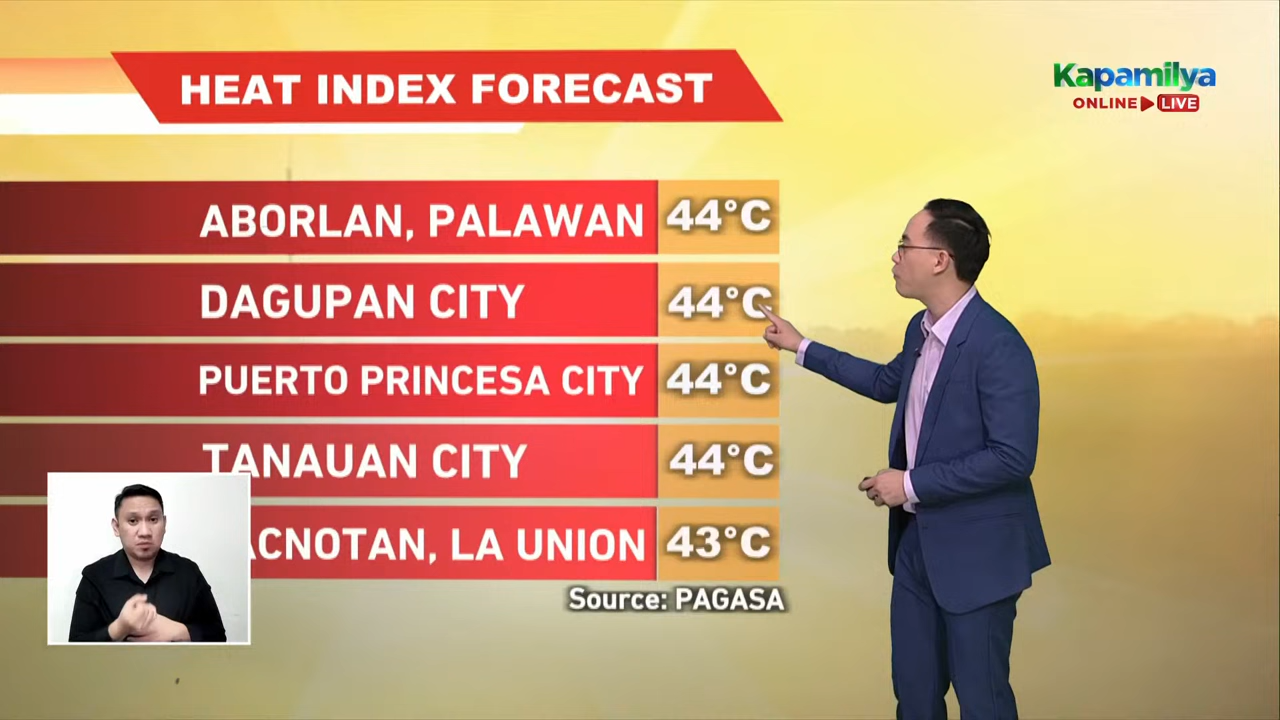 HEAT INDEX FORECAST
Kapamilya
ONLINE LIVE
ABORLAN, PALAWAN 44°C
DAGUPAN CITY 44°C
PUERTO PRINCESA CITY 44°C
TANAUAN CITY 44°C
ACNOTAN, LA UNION 43°C
Source: PAGASA